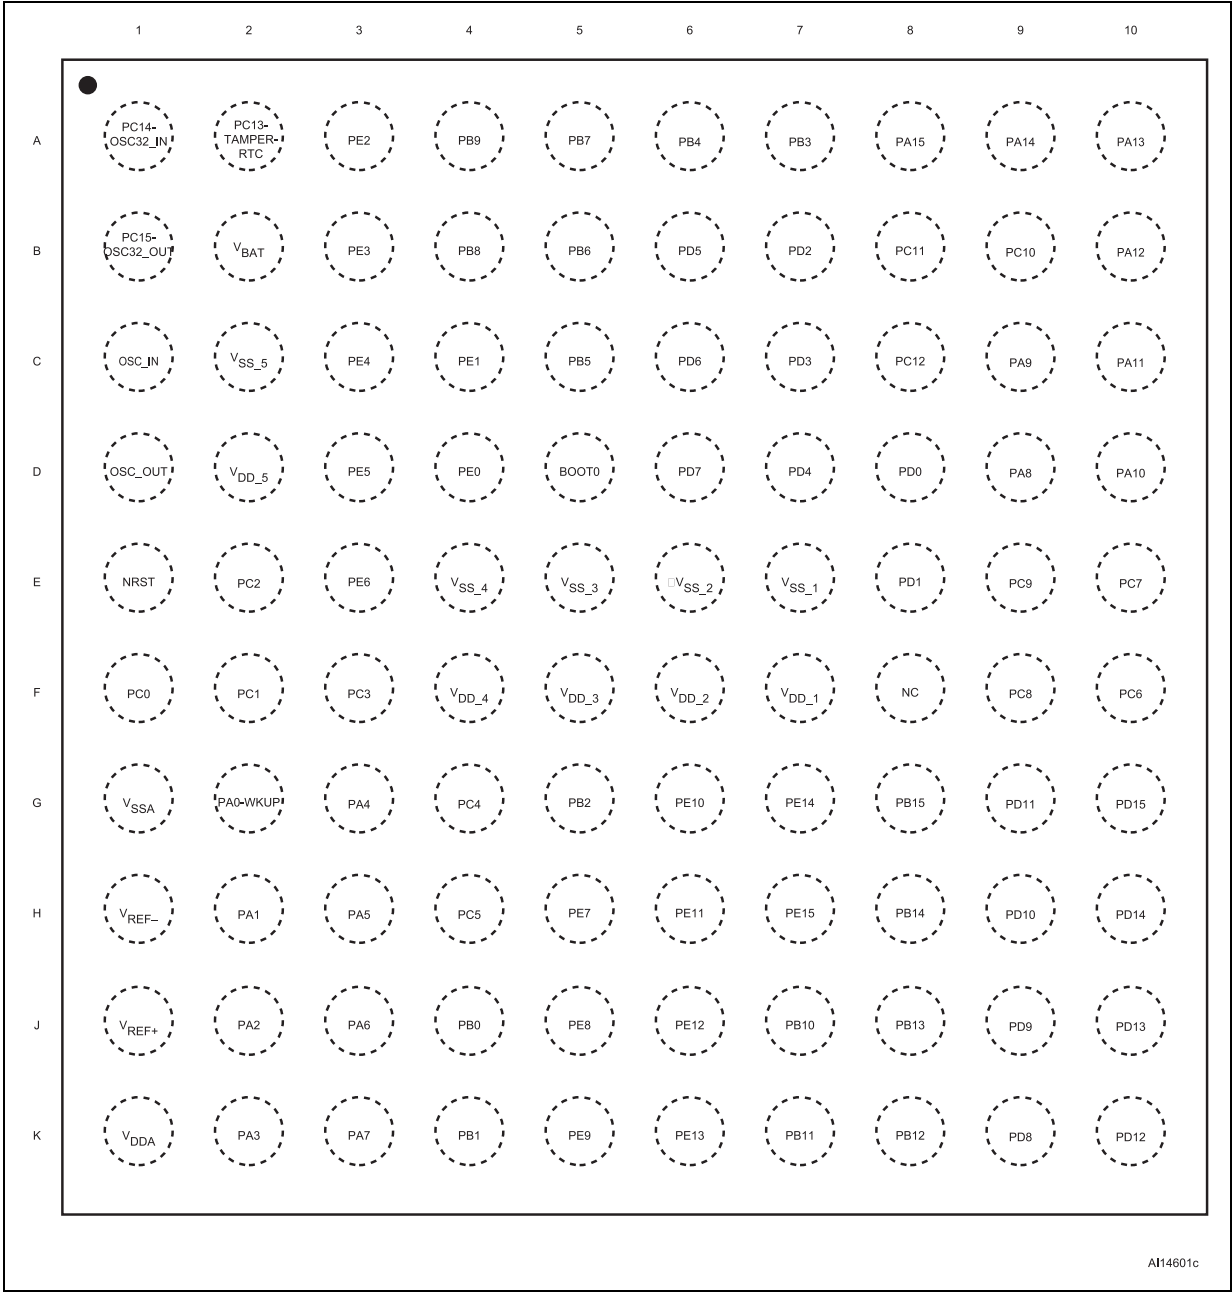 1 2 3 4 5 6 7 8 9 10
A PC14-OSC32_IN PC13-TAMPER-RTC PE2 PB9 PB7 PB4 PB3 PA15 PA14 PA13
B PC15-OSC32_OUT VBAT PE3 PB8 PB6 PD5 PD2 PC11 PC10 PA12
C OSC_IN VSS_5 PE4 PE1 PB5 PD6 PD3 PC12 PA9 PA11
D OSC_OUT VDD_5 PE5 PE0 BOOT0 PD7 PD4 PD0 PA8 PA10
E NRST PC2 PE6 VSS_4 VSS_3 VSS_2 VSS_1 PD1 PC9 PC7
F PC0 PC1 PC3 VDD_4 VDD_3 VDD_2 VDD_1 NC PC8 PC6
G VSSA PA0-WKUP PA4 PC4 PB2 PE10 PE14 PB15 PD11 PD15
H VREF– PA1 PA5 PC5 PE7 PE11 PE15 PB14 PD10 PD14
J VREF+ PA2 PA6 PB0 PE8 PE12 PB10 PB13 PD9 PD13
K VDDA PA3 PA7 PB1 PE9 PE13 PB11 PB12 PD8 PD12
AI14601c